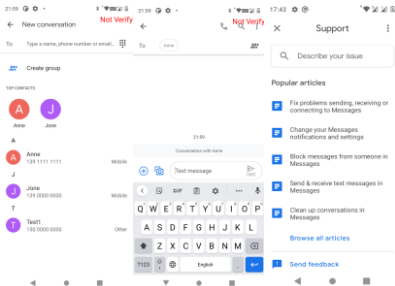 21:59
Not Verify
New conversation
To Type a name, phone number or email...
Create group
TOP CONTACTS
A J
Anne Jone
A
A Anne
139 1111 1111 Mobile
J
J Jone
139 0000 0000 Mobile
T
T Test1
150 0000 0000 Other
21:59
Not Verify
To Anne
21:59
Conversation with Anne
Text message
GIF
Q W E R T Y U I O P
A S D F G H J K L
Z X C V B N M
?123 , English .
17:43
Support
Describe your issue
Popular articles
Fix problems sending, receiving or
connecting to Messages
Change your Messages
notifications and settings
Block messages from someone in
Messages
Send & receive text messages in
Messages
Clean up conversations in
Messages
Browse all articles
Send feedback